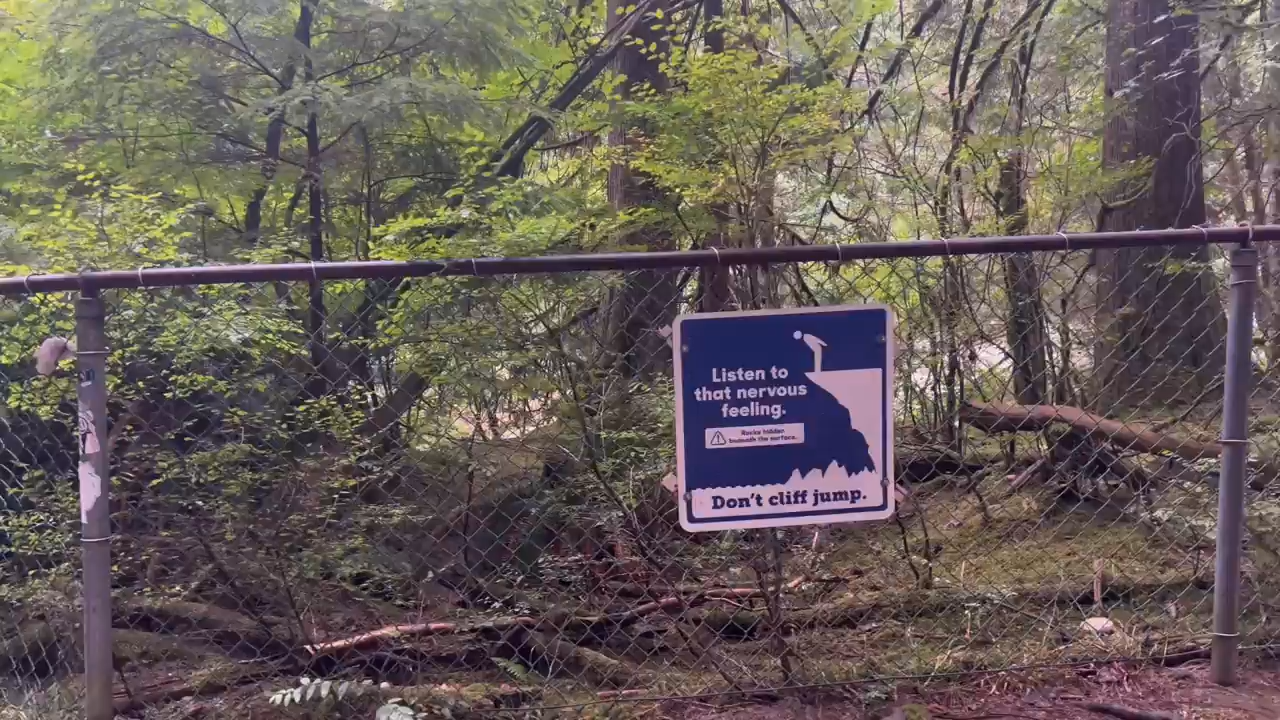 Listen to
that nervous
feeling.
Rocks hidden
beneath the surface.
Don't cliff jump.